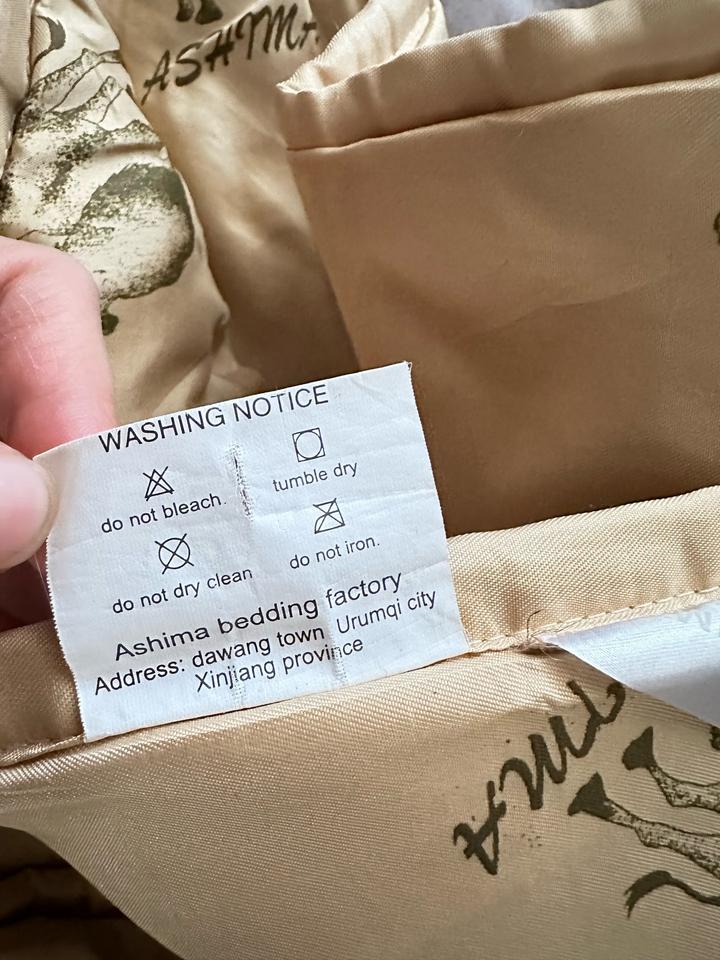 ASHIMA
WASHING NOTICE
do not bleach.
tumble dry
do not dry clean
do not iron.
Ashima bedding factory
Address: dawang town Urumqi city
Xinjiang province